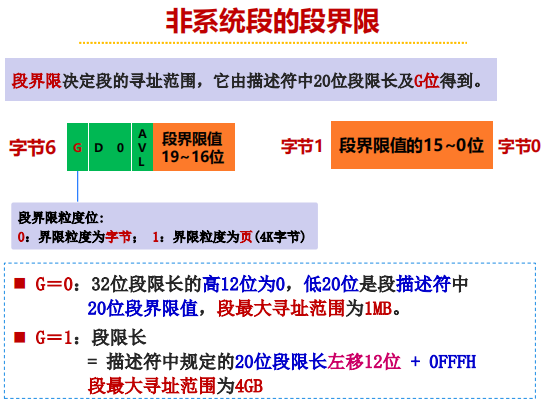 非系统段的段界限
段界限决定段的寻址范围，它由描述符中20位段限长及G位得到。
字节6 G D 0 AVL 段界限值 19~16位
字节1 段界限值的15~0位 字节0
段界限粒度位:
0: 界限粒度为字节; 1: 界限粒度为页(4K字节)
■ G＝0: 32位段限长的高12位为0，低20位是段描述符中
20位段界限值，段最大寻址范围为1MB。
■ G＝1: 段限长
= 描述符中规定的20位段限长左移12位 + 0FFFH
段最大寻址范围为4GB